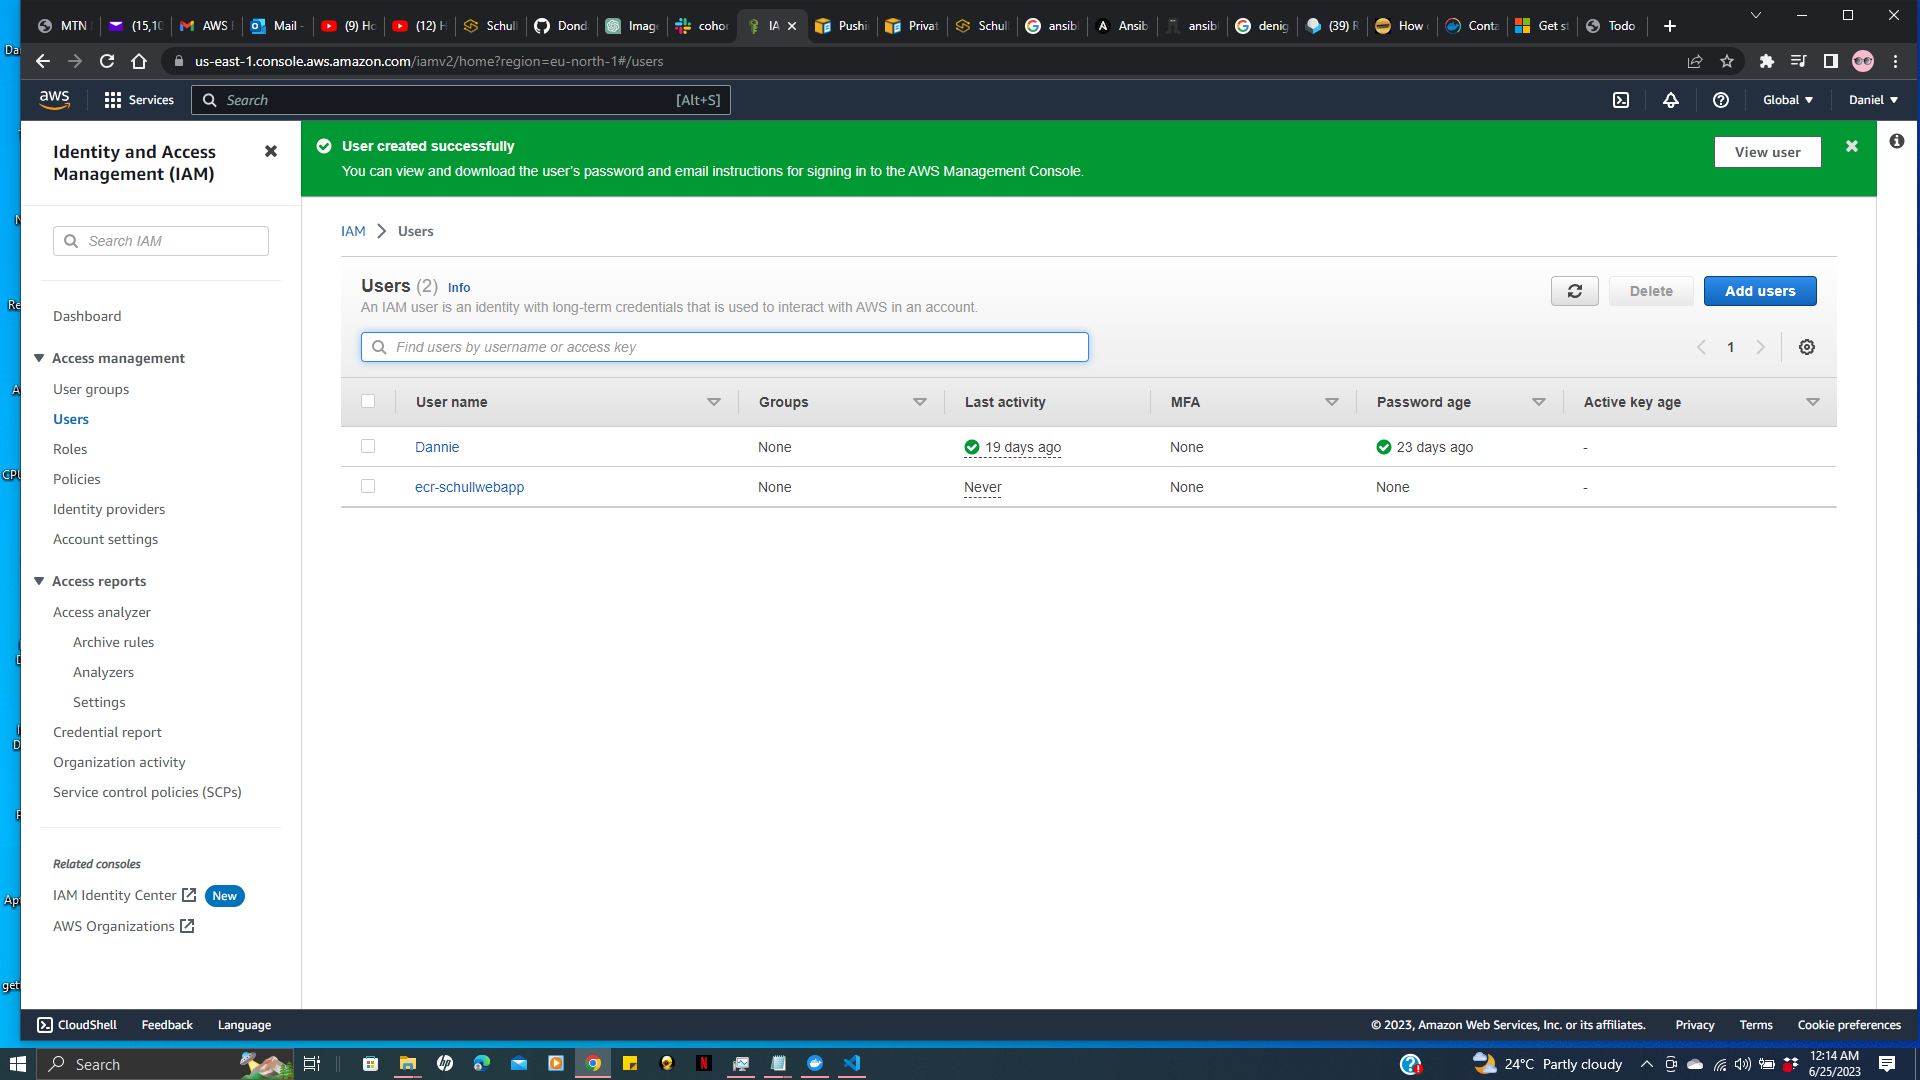 MTN
(15,10
AWS
Mail -
(9) Ho
(12) H
Schull
Dond
Image
cohor
IA
Pushi
Privat
Schull
ansibl
Ansib
ansibl
denig
(39) R
How
Conta
Get st
Todo
us-east-1.console.aws.amazon.com/iamv2/home?region=eu-north-1#/users
aws
Services
Search
[Alt+S]
Global
Daniel
Identity and Access
Management (IAM)
Search IAM
Dashboard
Access management
User groups
Users
Roles
Policies
Identity providers
Account settings
Access reports
Access analyzer
Archive rules
Analyzers
Settings
Credential report
Organization activity
Service control policies (SCPs)
Related consoles
IAM Identity Center New
AWS Organizations
User created successfully
You can view and download the user's password and email instructions for signing in to the AWS Management Console.
View user
IAM > Users
Users (2) Info
An IAM user is an identity with long-term credentials that is used to interact with AWS in an account.
Delete
Add users
Find users by username or access key
1
User name Groups Last activity MFA Password age Active key age
Dannie None 19 days ago None 23 days ago -
ecr-schullwebapp None Never None None -
CloudShell Feedback Language
© 2023, Amazon Web Services, Inc. or its affiliates. Privacy Terms Cookie preferences
Search
24°C Partly cloudy
12:14 AM
6/25/2023